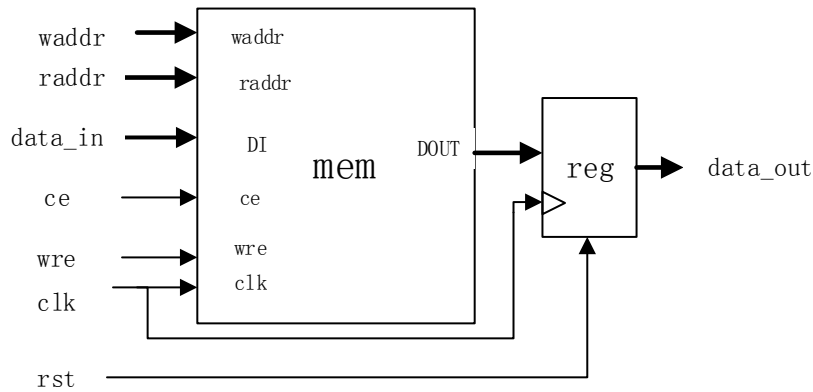 waddr
raddr
data_in
ce
wre
clk
rst
waddr
raddr
DI
ce
wre
clk
mem
DOUT
reg
data_out